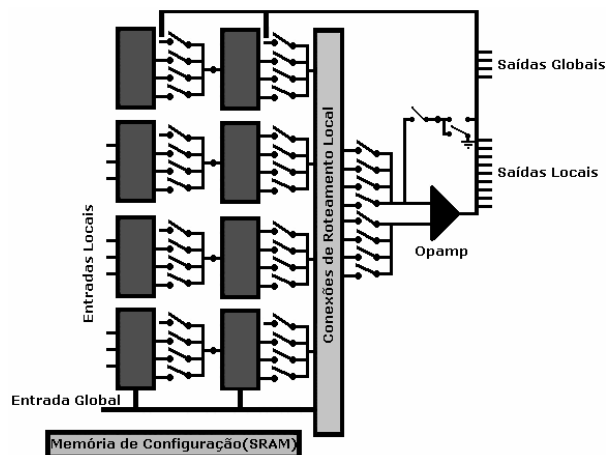 Saídas Globais
Saídas Locais
Opamp
Conexões de Roteamento Local
Entradas Locais
Entrada Global
Memória de Configuração(SRAM)